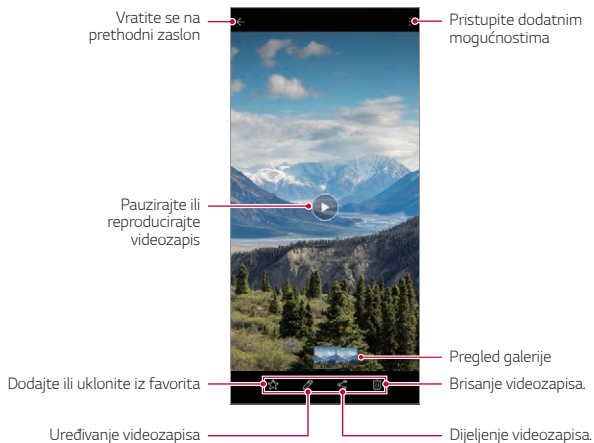 Vratite se na
prethodni zaslon
Pristupite dodatnim
mogućnostima
Pauzirajte ili
reproducirajte
videozapis
Pregled galerije
Dodajte ili uklonite iz favorita
Brisanje videozapisa.
Uređivanje videozapisa
Dijeljenje videozapisa.